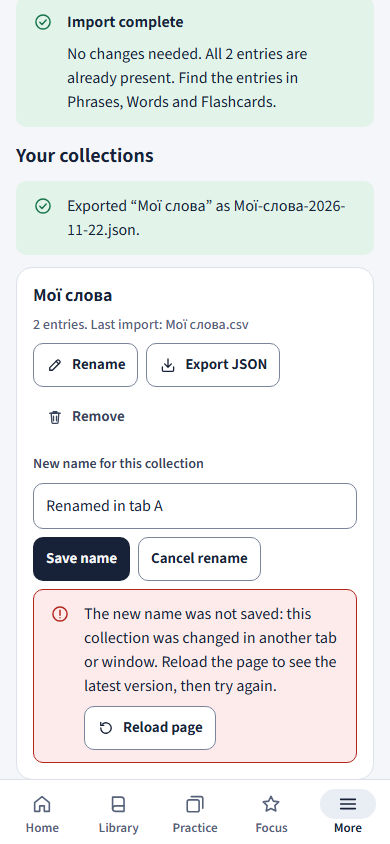 Import complete
No changes needed. All 2 entries are
already present. Find the entries in
Phrases, Words and Flashcards.
Your collections
Exported “Мої слова” as Мої-слова-2026-
11-22.json.
Мої слова
2 entries. Last import: Мої слова.csv
Rename
Export JSON
Remove
New name for this collection
Renamed in tab A
Save name
Cancel rename
The new name was not saved: this
collection was changed in another tab
or window. Reload the page to see the
latest version, then try again.
Reload page
Home
Library
Practice
Focus
More